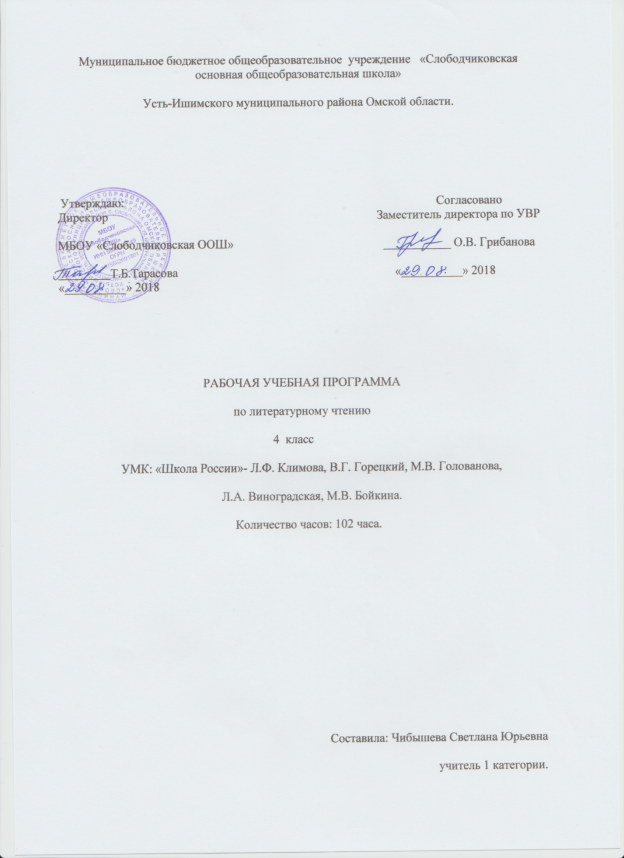 Муниципальное бюджетное общеобразовательное учреждение «Слободчиковская
основная общеобразовательная школа»
Усть-Ишимского муниципального района Омской области.
Утверждаю:
Директор
МБОУ «Слободчиковская ООШ»
Т.Б.Тарасова
«29.08.» 2018
Согласовано
Заместитель директора по УВР
О.В. Грибанова
«29.08.» 2018
РАБОЧАЯ УЧЕБНАЯ ПРОГРАММА
по литературному чтению
4 класс
УМК: «Школа России»- Л.Ф. Климова, В.Г. Горецкий, М.В. Голованова,
Л.А. Виноградская, М.В. Бойкина.
Количество часов: 102 часа.
Составила: Чибышева Светлана Юрьевна
учитель 1 категории.